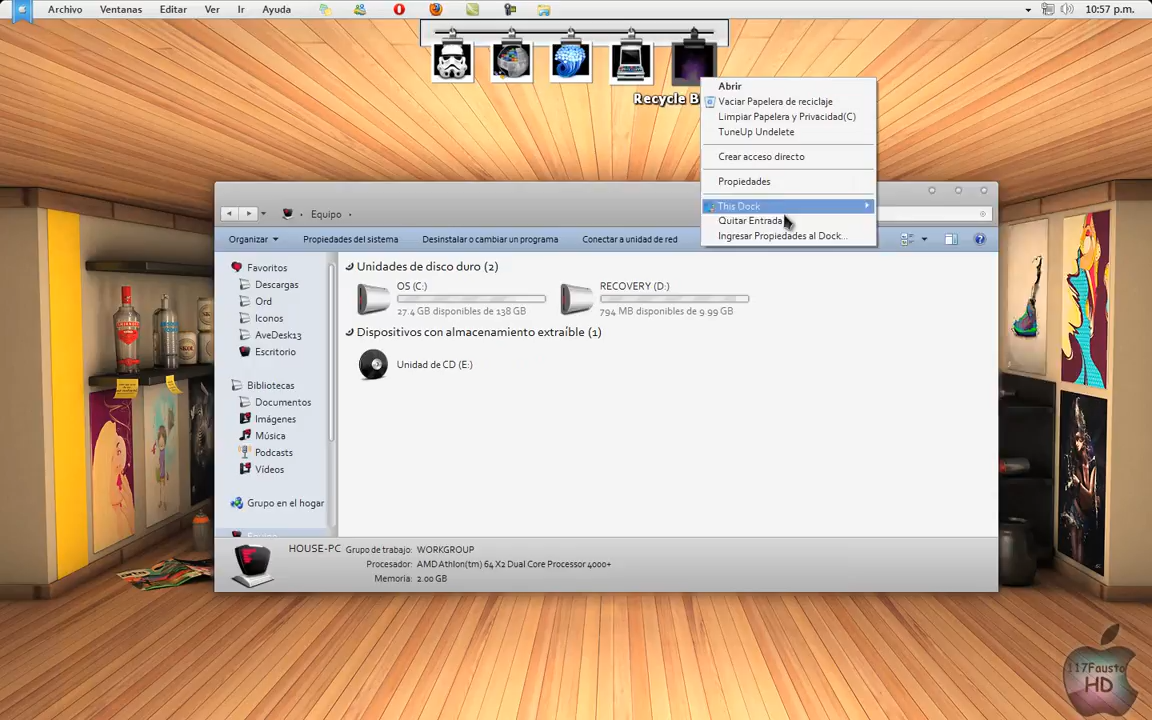 Archivo Ventanas Editar Ver Ir Ayuda 10:57 p.m.
Recycle B
Abrir
Vaciar Papelera de reciclaje
Limpiar Papelera y Privacidad(C)
TuneUp Undelete
Crear acceso directo
Propiedades
This Dock
Quitar Entrada
Ingresar Propiedades al Dock...
Equipo
Organizar Propiedades del sistema Desinstalar o cambiar un programa Conectar a unidad de red
Favoritos
Descargas
Ord
Iconos
AveDesk13
Escritorio
Bibliotecas
Documentos
Imágenes
Música
Podcasts
Vídeos
Grupo en el hogar
Equipo
Unidades de disco duro (2)
OS (C:)
27.4 GB disponibles de 138 GB
RECOVERY (D:)
794 MB disponibles de 9.99 GB
Dispositivos con almacenamiento extraíble (1)
Unidad de CD (E:)
HOUSE-PC Grupo de trabajo: WORKGROUP
Procesador: AMD Athlon(tm) 64 X2 Dual Core Processor 4000+
Memoria: 2.00 GB
117Fausto
HD